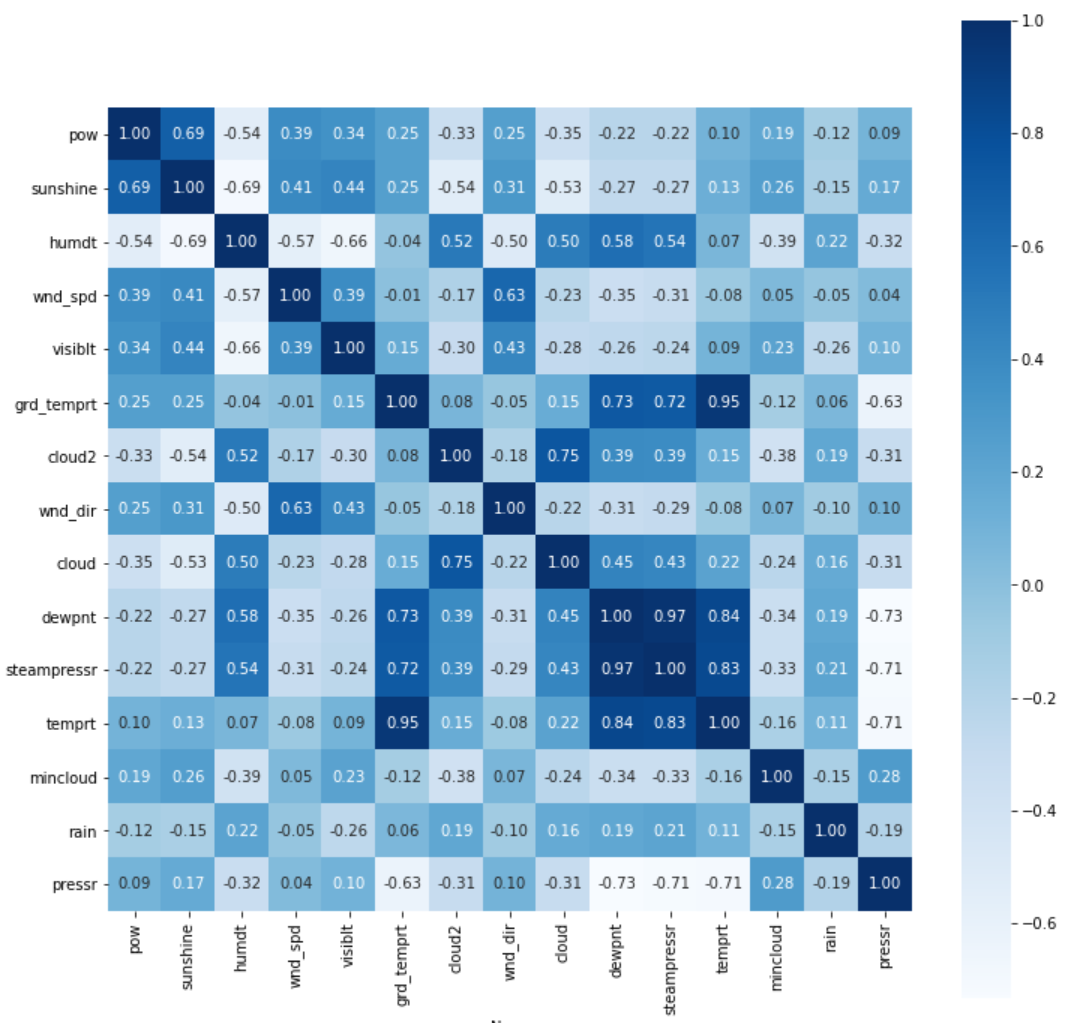 1.0
pow 1.00 0.69 -0.54 0.39 0.34 0.25 -0.33 0.25 -0.35 -0.22 -0.22 0.10 0.19 -0.12 0.09
0.8
sunshine 0.69 1.00 -0.69 0.41 0.44 0.25 -0.54 0.31 -0.53 -0.27 -0.27 0.13 0.26 -0.15 0.17
humdt -0.54 -0.69 1.00 -0.57 -0.66 -0.04 0.52 -0.50 0.50 0.58 0.54 0.07 -0.39 0.22 -0.32
0.6
wnd_spd 0.39 0.41 -0.57 1.00 0.39 -0.01 -0.17 0.63 -0.23 -0.35 -0.31 -0.08 0.05 -0.05 0.04
visiblt 0.34 0.44 -0.66 0.39 1.00 0.15 -0.30 0.43 -0.28 -0.26 -0.24 0.09 0.23 -0.26 0.10
0.4
grd_temprt 0.25 0.25 -0.04 -0.01 0.15 1.00 0.08 -0.05 0.15 0.73 0.72 0.95 -0.12 0.06 -0.63
cloud2 -0.33 -0.54 0.52 -0.17 -0.30 0.08 1.00 -0.18 0.75 0.39 0.39 0.15 -0.38 0.19 -0.31
0.2
wnd_dir 0.25 0.31 -0.50 0.63 0.43 -0.05 -0.18 1.00 -0.22 -0.31 -0.29 -0.08 0.07 -0.10 0.10
cloud -0.35 -0.53 0.50 -0.23 -0.28 0.15 0.75 -0.22 1.00 0.45 0.43 0.22 -0.24 0.16 -0.31
0.0
dewpnt -0.22 -0.27 0.58 -0.35 -0.26 0.73 0.39 -0.31 0.45 1.00 0.97 0.84 -0.34 0.19 -0.73
steampressr -0.22 -0.27 0.54 -0.31 -0.24 0.72 0.39 -0.29 0.43 0.97 1.00 0.83 -0.33 0.21 -0.71
−0.2
temprt 0.10 0.13 0.07 -0.08 0.09 0.95 0.15 -0.08 0.22 0.84 0.83 1.00 -0.16 0.11 -0.71
mincloud 0.19 0.26 -0.39 0.05 0.23 -0.12 -0.38 0.07 -0.24 -0.34 -0.33 -0.16 1.00 -0.15 0.28
−0.4
rain -0.12 -0.15 0.22 -0.05 -0.26 0.06 0.19 -0.10 0.16 0.19 0.21 0.11 -0.15 1.00 -0.19
pressr 0.09 0.17 -0.32 0.04 0.10 -0.63 -0.31 0.10 -0.31 -0.73 -0.71 -0.71 0.28 -0.19 1.00
−0.6
pow sunshine humdt wnd_spd visiblt grd_temprt cloud2 wnd_dir cloud dewpnt steampressr temprt mincloud rain pressr